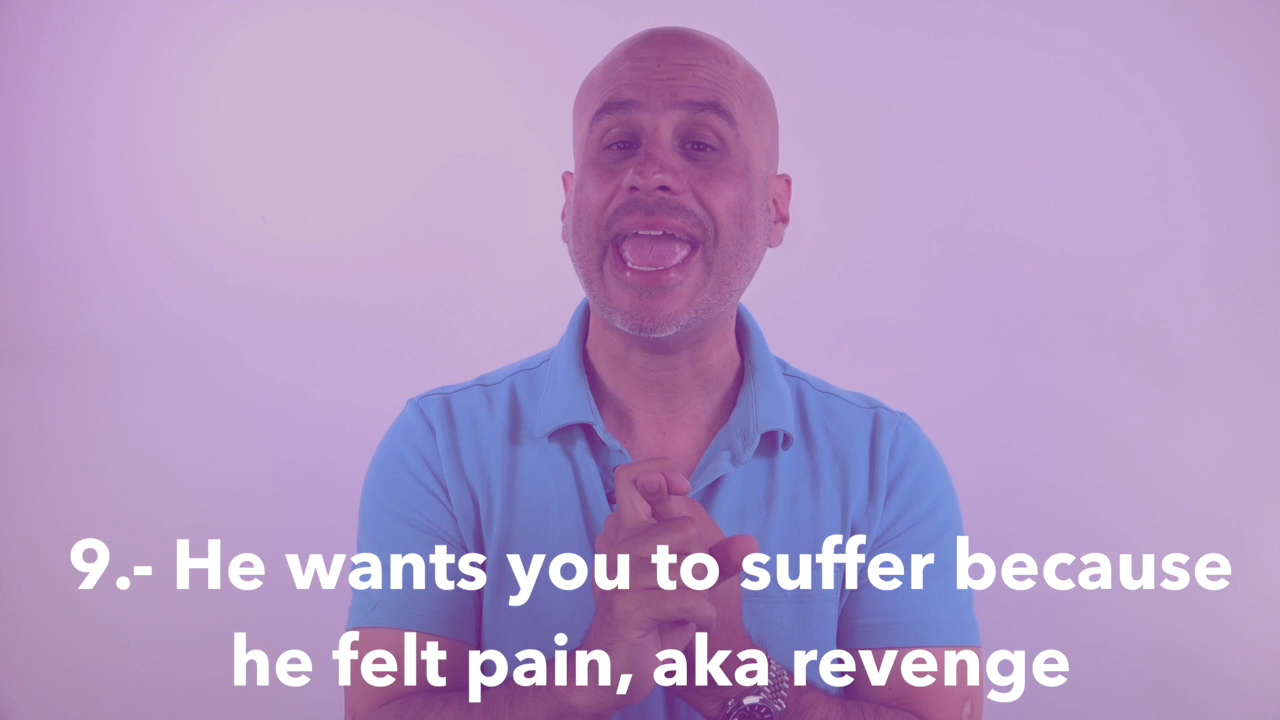 9.- He wants you to suffer because
he felt pain, aka revenge